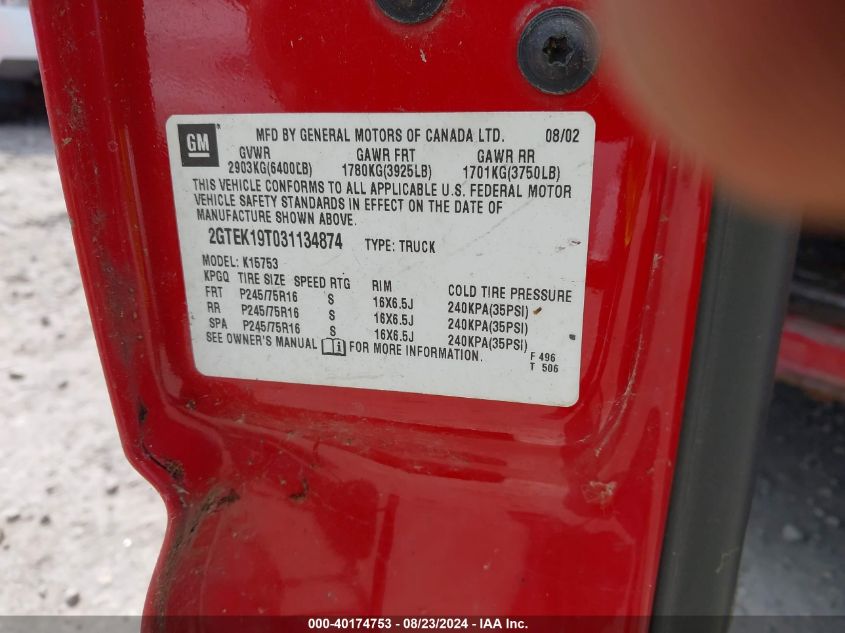 GM
MFD BY GENERAL MOTORS OF CANADA LTD. 08/02
GVWR GAWR FRT GAWR RR
2903KG(6400LB) 1780KG(3925LB) 1701KG(3750LB)
THIS VEHICLE CONFORMS TO ALL APPLICABLE U.S. FEDERAL MOTOR
VEHICLE SAFETY STANDARDS IN EFFECT ON THE DATE OF
MANUFACTURE SHOWN ABOVE.
2GTEK19T031134874 TYPE: TRUCK
MODEL: K15753
KPGQ TIRE SIZE SPEED RTG RIM COLD TIRE PRESSURE
FRT P245/75R16 S 16X6.5J 240KPA(35PSI)
RR P245/75R16 S 16X6.5J 240KPA(35PSI)
SPA P245/75R16 S 16X6.5J 240KPA(35PSI)
SEE OWNER'S MANUAL FOR MORE INFORMATION.
F 496
T 506
000-40174753 - 08/23/2024 - IAA Inc.